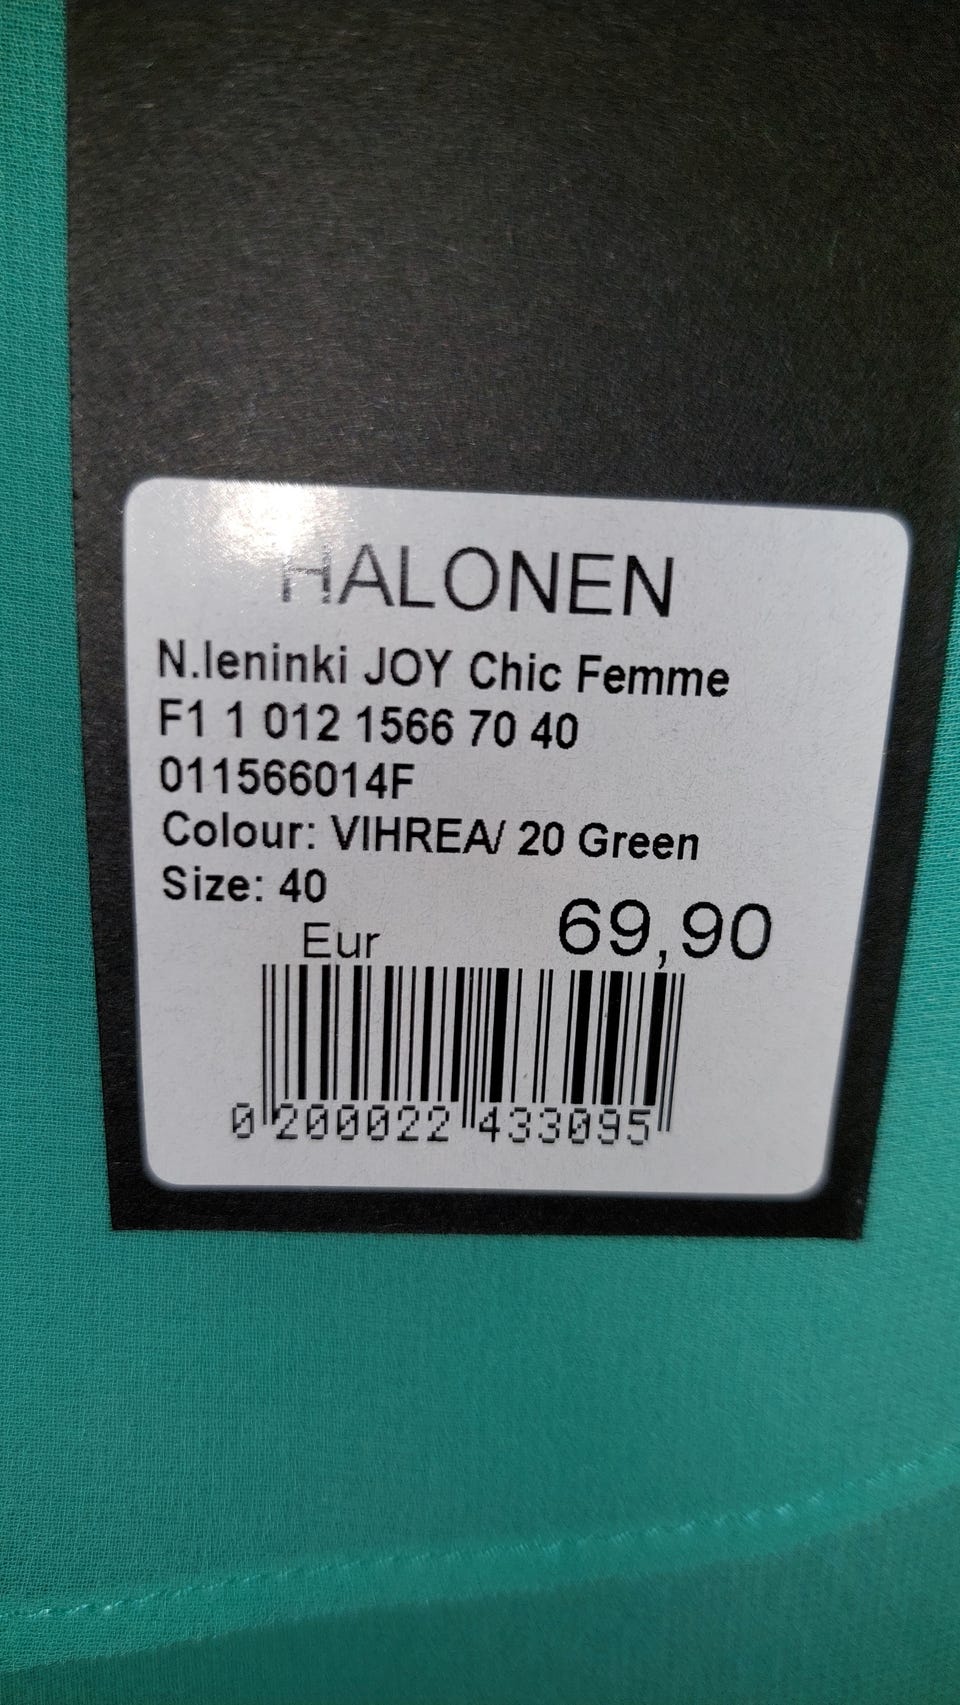 HALONEN
N.leninki JOY Chic Femme
F1 1 012 1566 70 40
011566014F
Colour: VIHREA/ 20 Green
Size: 40
Eur 69,90
0 200022 433095